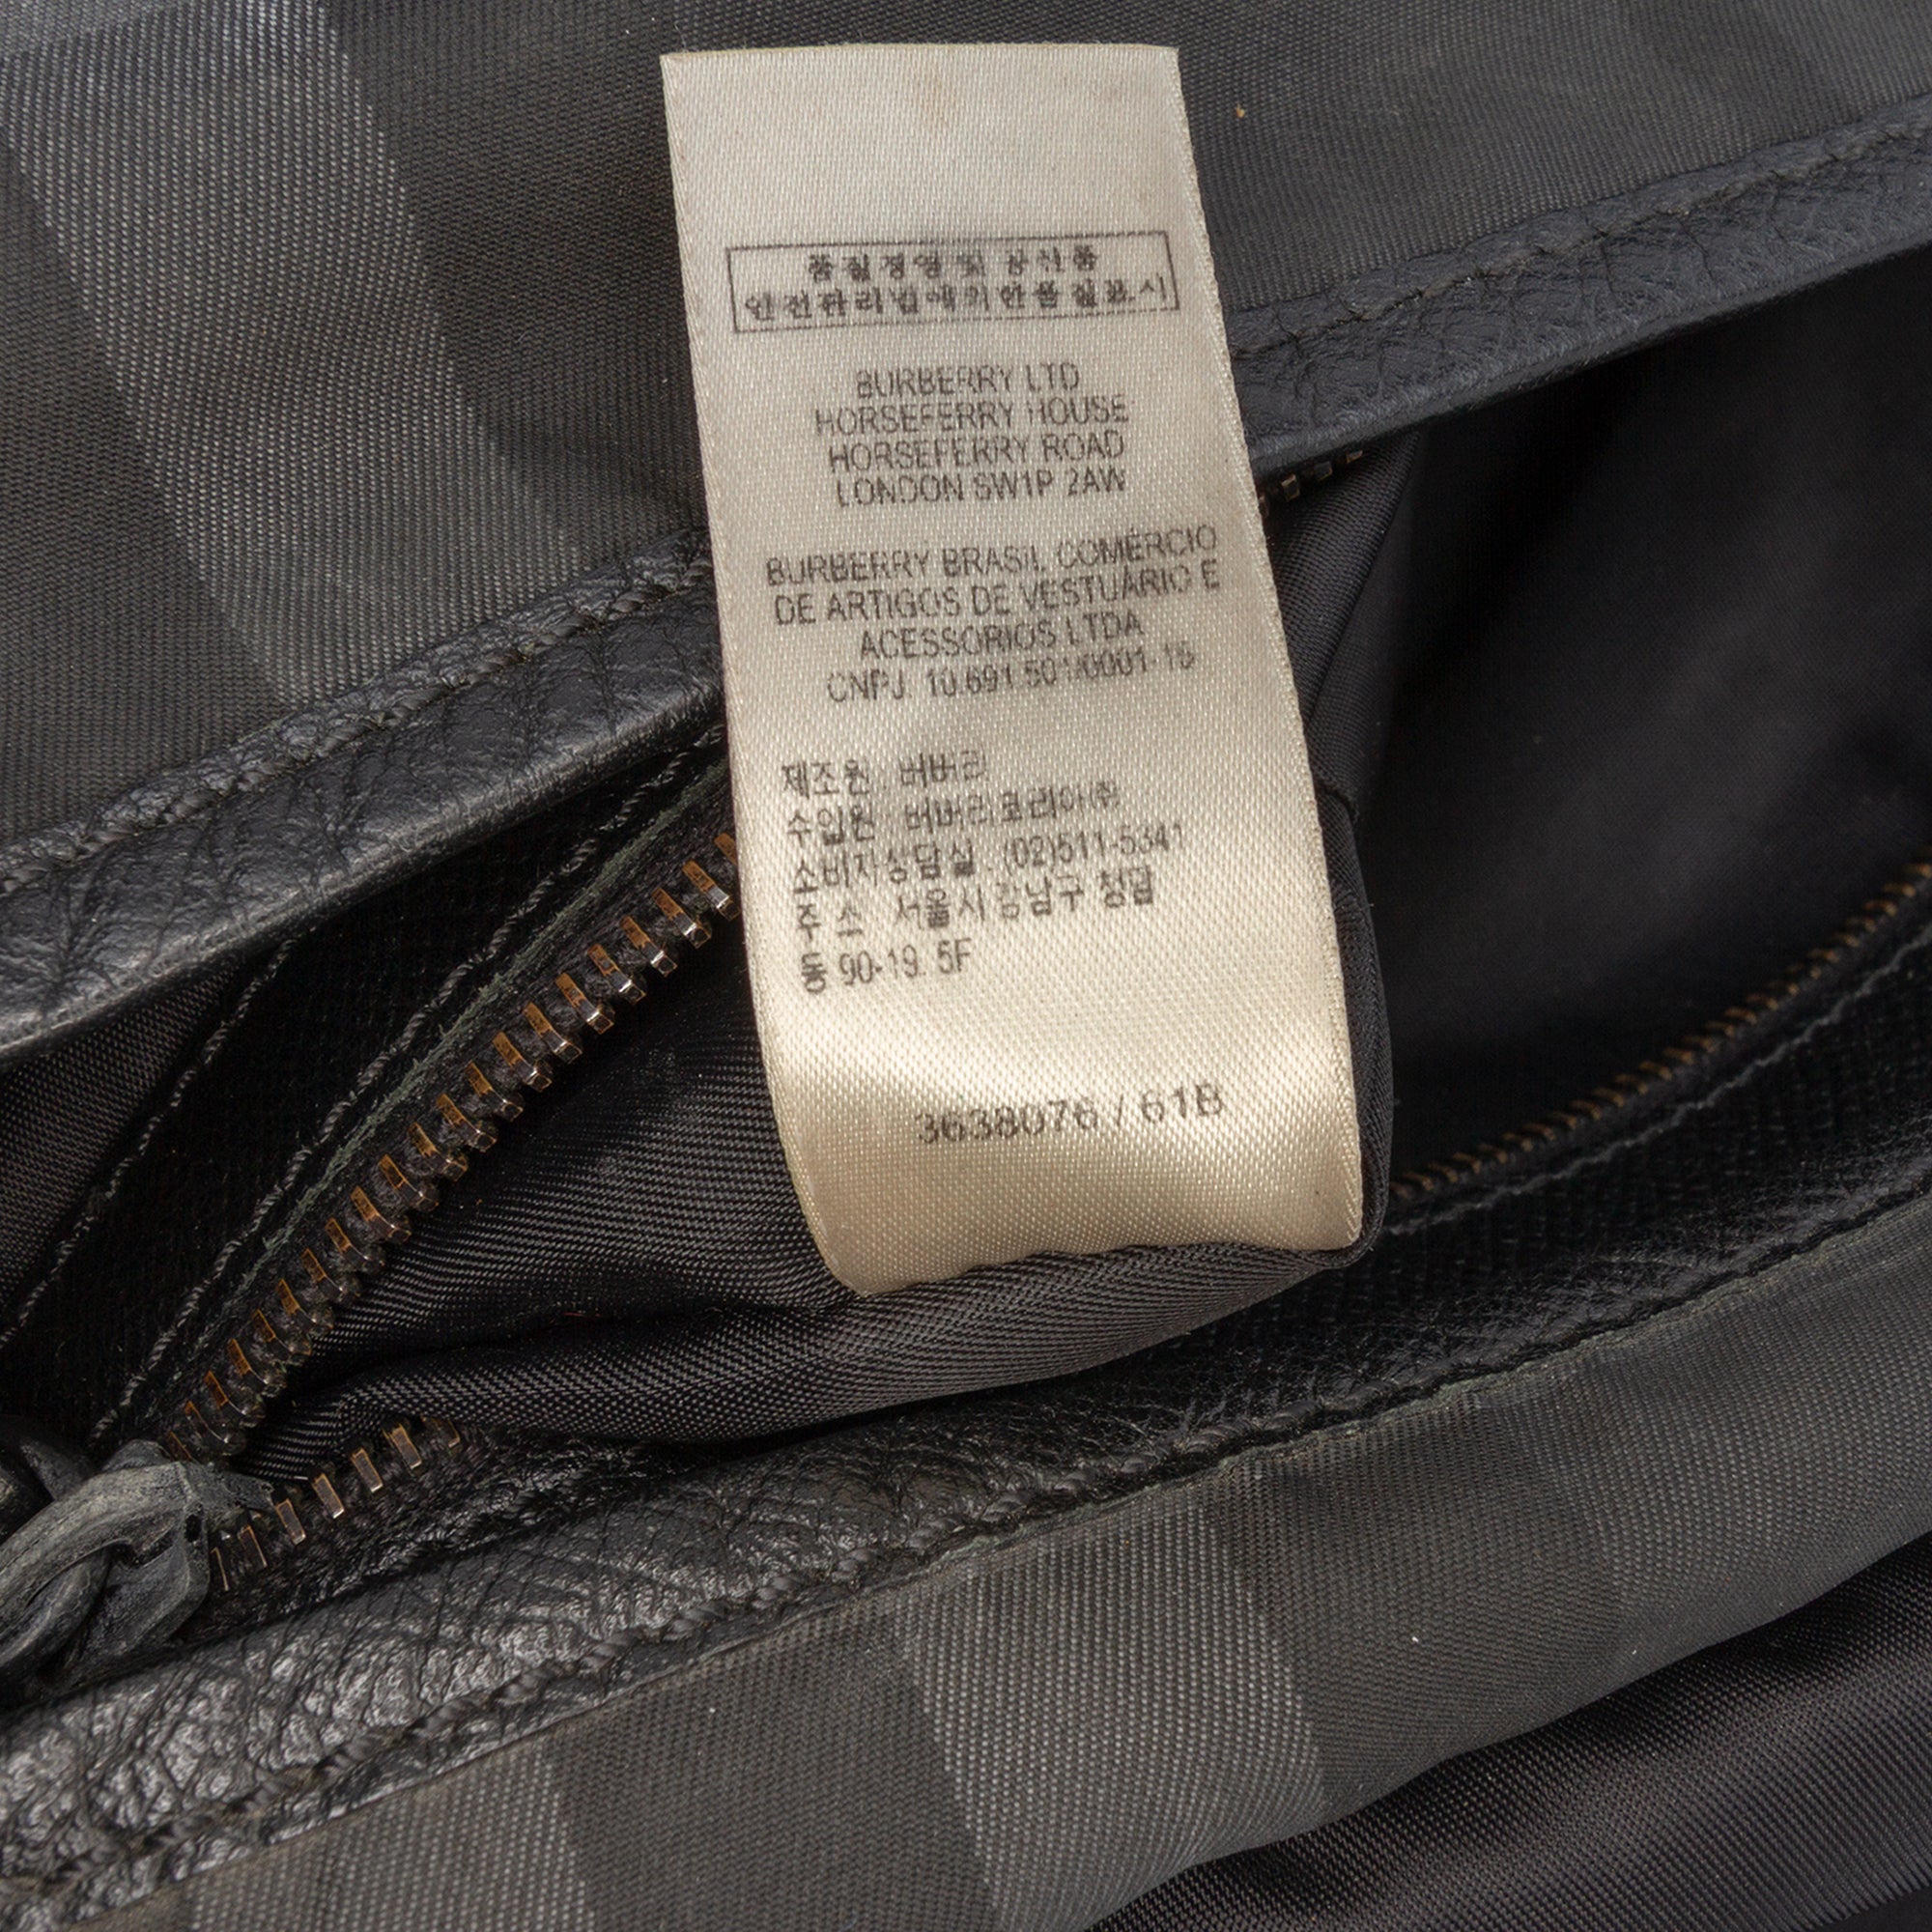 품질경영 및 공산품
안전관리법에의한품질표시
BURBERRY LTD
HORSEFERRY HOUSE
HORSEFERRY ROAD
LONDON SW1P 2AW
BURBERRY BRASIL COMÉRCIO
DE ARTIGOS DE VESTUÁRIO E
ACESSÓRIOS LTDA
CNPJ. 10.691.501/0001-15
제조원 : 버버리
수입원 : 버버리코리아㈜
소비자상담실 : (02)511-5341
주 소 : 서울시강남구 청담
동 90-19. 5F
3638076 / 61B